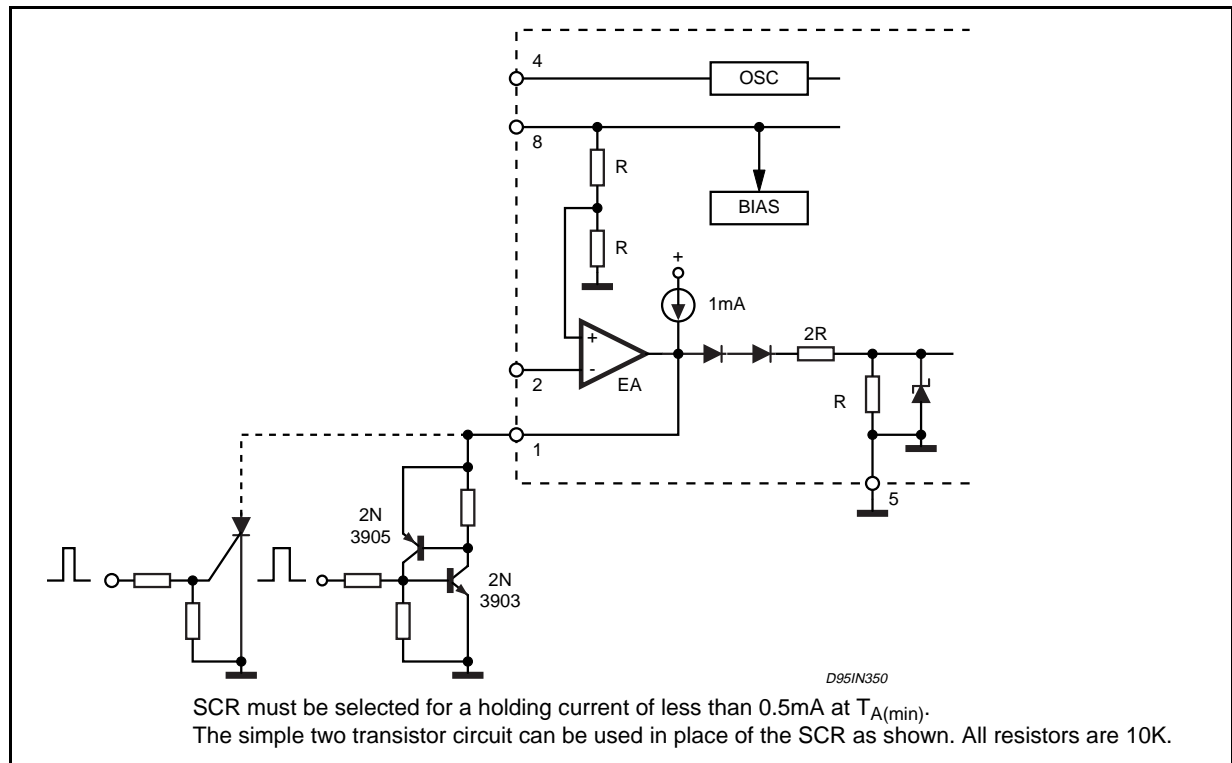 4
OSC
8
R
BIAS
R
+
1mA
2R
+
-
2
EA
R
1
5
2N
3905
2N
3903
D95IN350
SCR must be selected for a holding current of less than 0.5mA at TA(min).
The simple two transistor circuit can be used in place of the SCR as shown. All resistors are 10K.